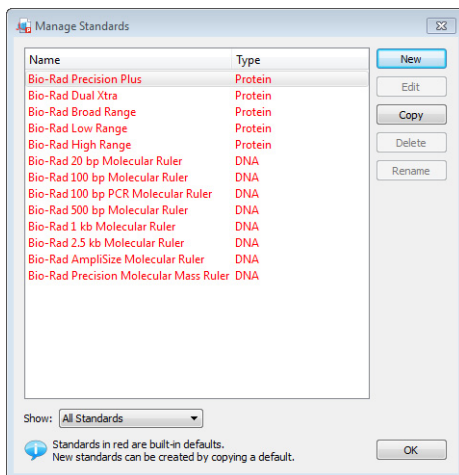 Manage Standards
Name Type
Bio-Rad Precision Plus Protein
Bio-Rad Dual Xtra Protein
Bio-Rad Broad Range Protein
Bio-Rad Low Range Protein
Bio-Rad High Range Protein
Bio-Rad 20 bp Molecular Ruler DNA
Bio-Rad 100 bp Molecular Ruler DNA
Bio-Rad 100 bp PCR Molecular Ruler DNA
Bio-Rad 500 bp Molecular Ruler DNA
Bio-Rad 1 kb Molecular Ruler DNA
Bio-Rad 2.5 kb Molecular Ruler DNA
Bio-Rad AmpliSize Molecular Ruler DNA
Bio-Rad Precision Molecular Mass Ruler DNA
New
Edit
Copy
Delete
Rename
Show: All Standards
Standards in red are built-in defaults.
New standards can be created by copying a default.
OK